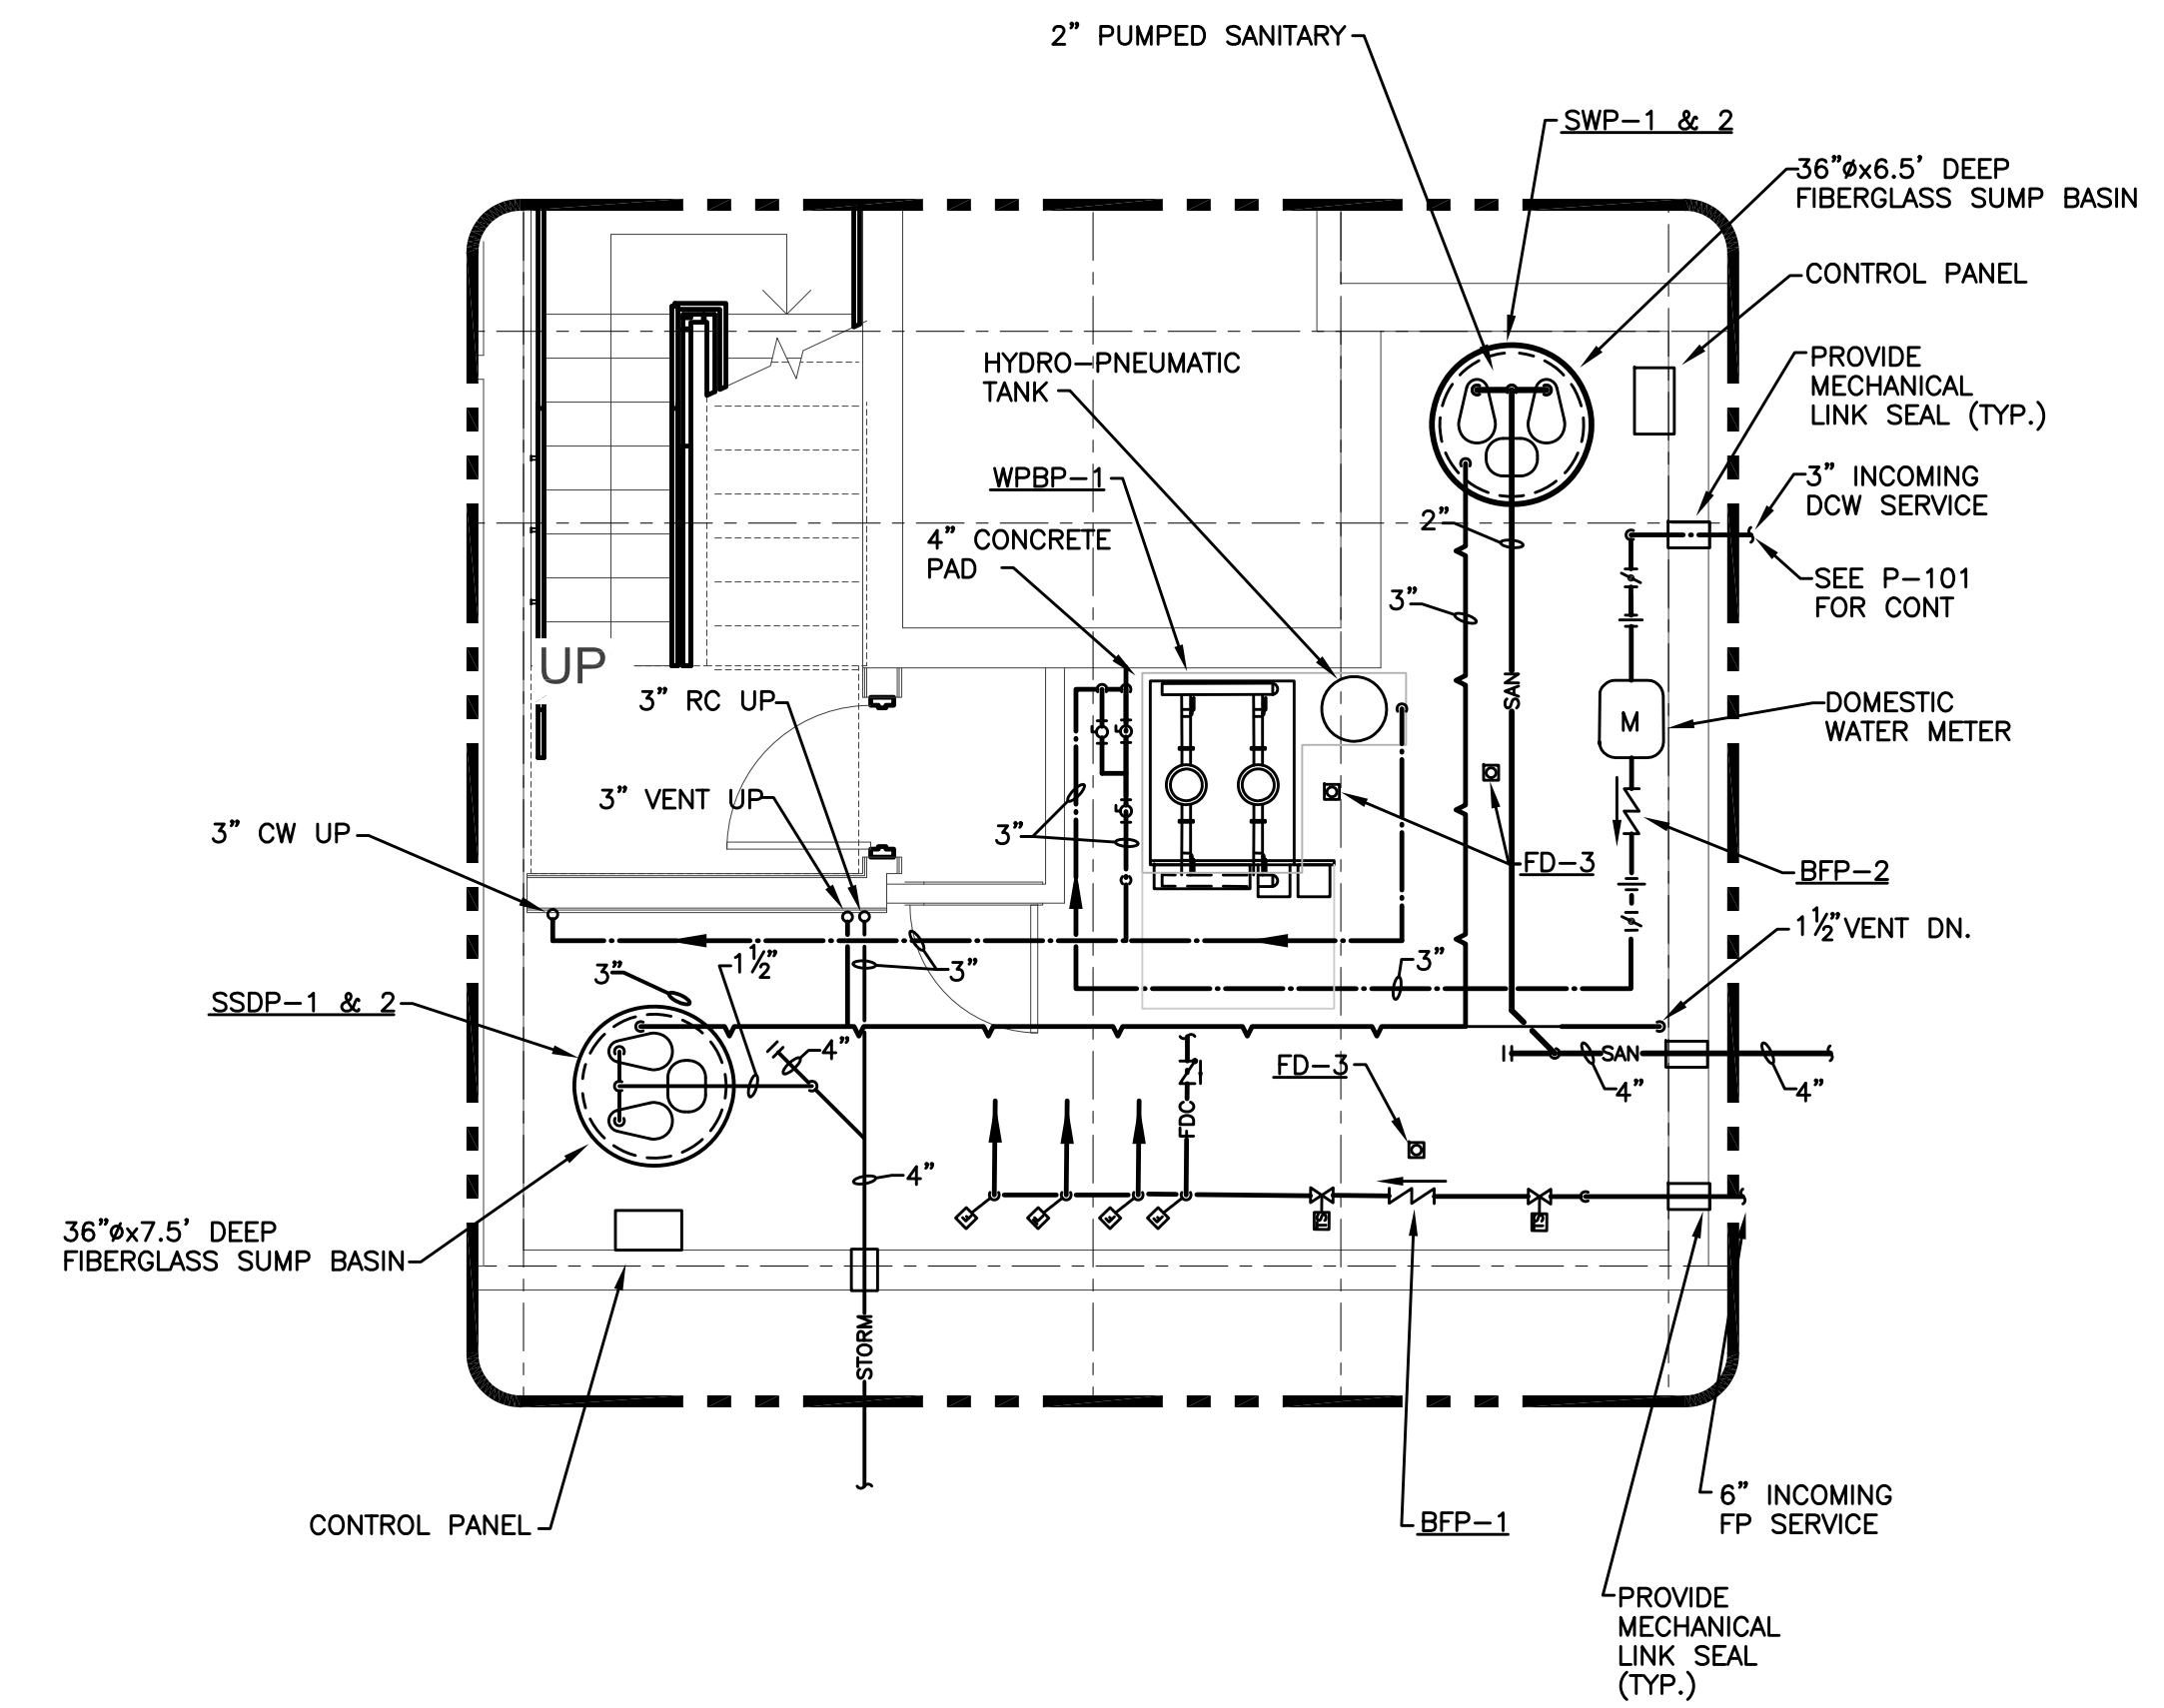 2” PUMPED SANITARY
SWP-1 & 2
36”øx6.5’ DEEP
FIBERGLASS SUMP BASIN
CONTROL PANEL
HYDRO-PNEUMATIC
TANK
PROVIDE
MECHANICAL
LINK SEAL (TYP.)
WPBP-1
3” INCOMING
DCW SERVICE
2”
4” CONCRETE
PAD
SEE P-101
FOR CONT
3”
UP
SAN
3” RC UP
M
DOMESTIC
WATER METER
3” VENT UP
3” CW UP
3”
FD-3
BFP-2
1½” VENT DN.
1½”
3”
3”
3”
SSDP-1 & 2
4”
SAN
FD-3
4”
4”
FDC
4”
36”øx7.5’ DEEP
FIBERGLASS SUMP BASIN
TS
TS
STORM
6” INCOMING
FP SERVICE
CONTROL PANEL
BFP-1
PROVIDE
MECHANICAL
LINK SEAL
(TYP.)